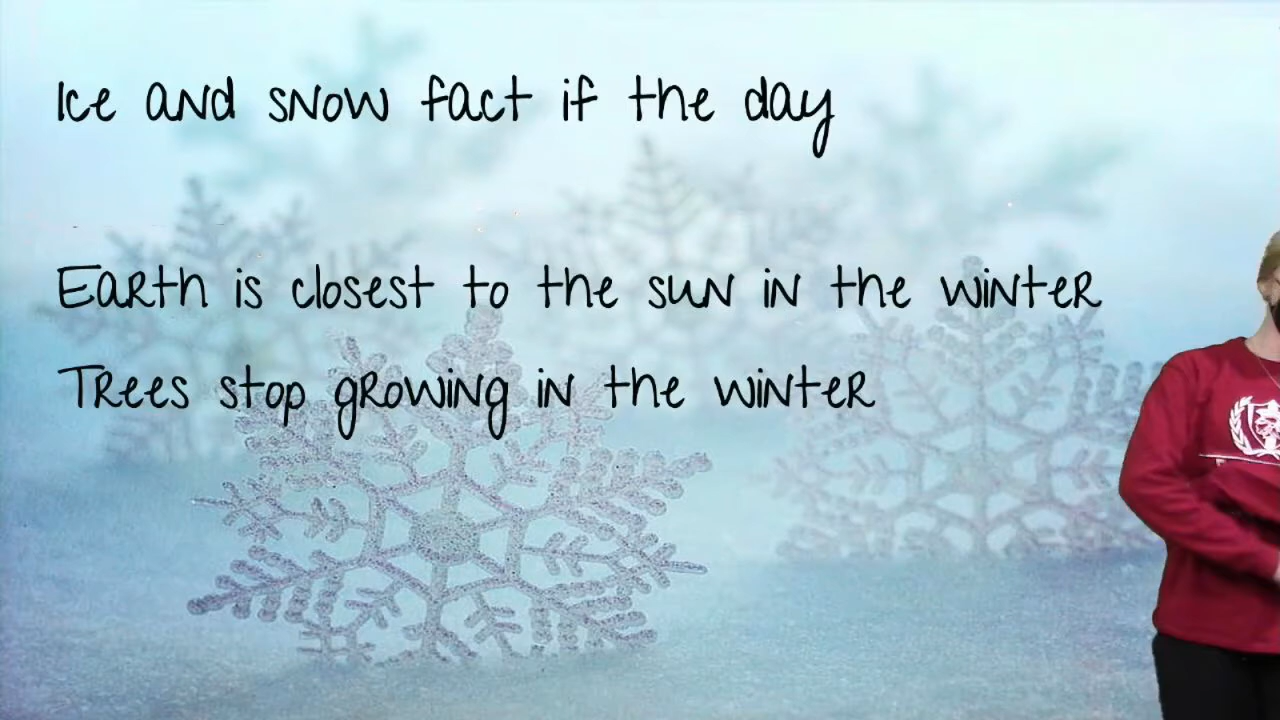 Ice and snow fact if the day
Earth is closest to the sun in the winter
Trees stop growing in the winter